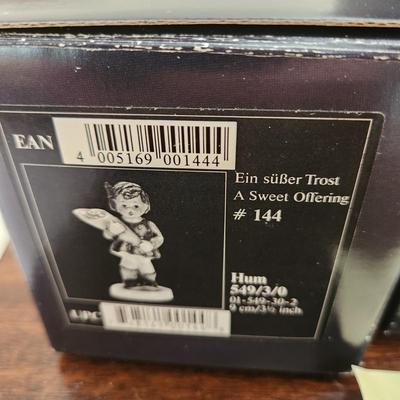 EAN
4 005169 001444
Ein süßer Trost
A Sweet Offering
# 144
Hum
549/3/0
01-549-30-2
9 cm/3½ inch
UPC